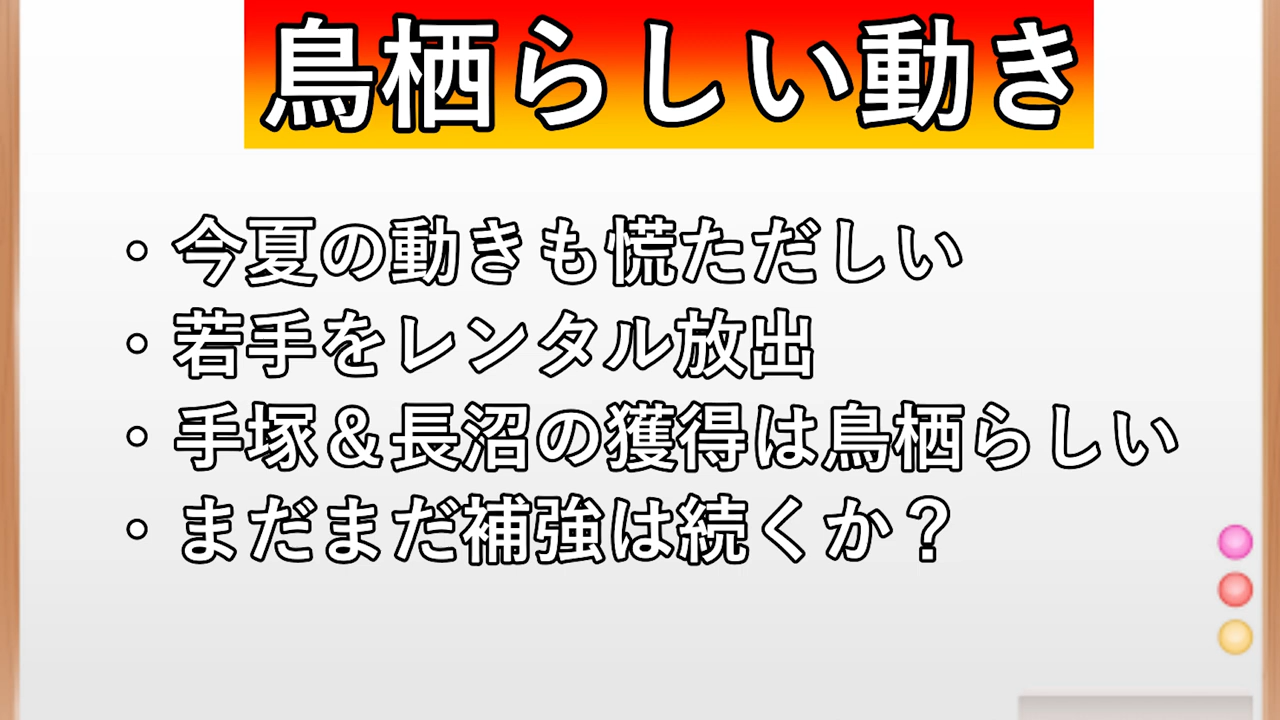 鳥栖らしい動き
・今夏の動きも慌ただしい
・若手をレンタル放出
・手塚＆長沼の獲得は鳥栖らしい
・まだまだ補強は続くか？